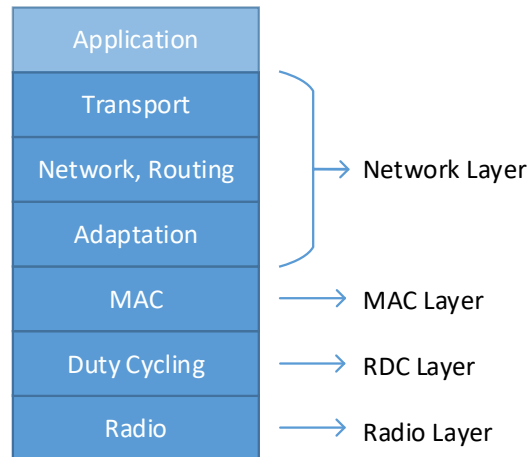 Application
Transport
Network, Routing
Adaptation
MAC
Duty Cycling
Radio
Network Layer
MAC Layer
RDC Layer
Radio Layer